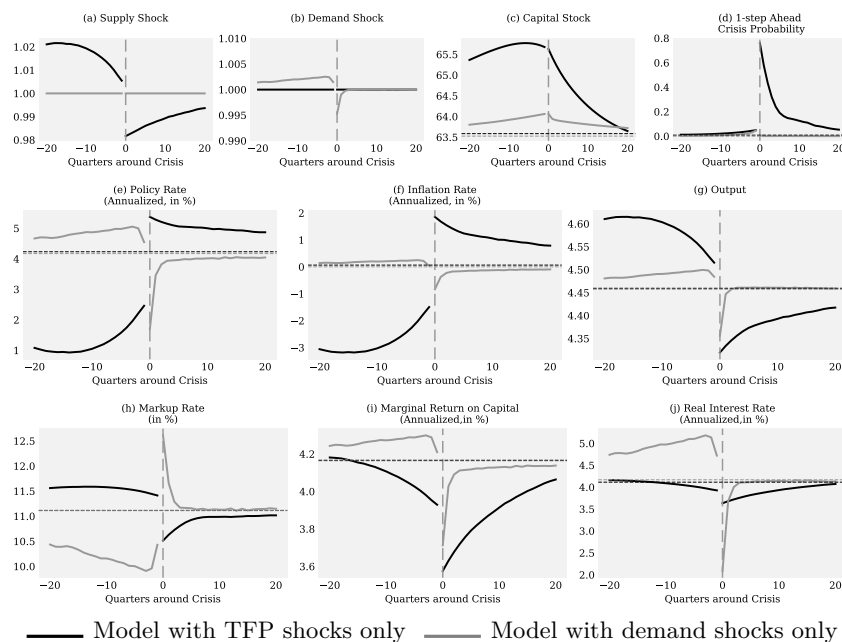 (a) Supply Shock
(b) Demand Shock
(c) Capital Stock
(d) 1-step Ahead
Crisis Probability
1.02
1.00
0.98
−20 −10 0 10 20
Quarters around Crisis
1.010
1.005
1.000
0.995
0.990
−20 −10 0 10 20
Quarters around Crisis
65.5
65.0
64.5
64.0
63.5
−20 −10 0 10 20
Quarters around Crisis
0.8
0.6
0.4
0.2
0.0
−20 −10 0 10 20
Quarters around Crisis
(e) Policy Rate
(Annualized, in %)
5
4
3
2
1
−20 −10 0 10 20
Quarters around Crisis
(f) Inflation Rate
(Annualized, in %)
2
1
0
−1
−2
−3
−20 −10 0 10 20
Quarters around Crisis
(g) Output
4.60
4.55
4.50
4.45
4.40
4.35
−20 −10 0 10 20
Quarters around Crisis
(h) Markup Rate
(in %)
12.5
12.0
11.5
11.0
10.5
10.0
−20 −10 0 10 20
Quarters around Crisis
(i) Marginal Return on Capital
(Annualized,in %)
4.2
4.0
3.8
3.6
−20 −10 0 10 20
Quarters around Crisis
(j) Real Interest Rate
(Annualized,in %)
5.0
4.5
4.0
3.5
3.0
2.5
2.0
−20 −10 0 10 20
Quarters around Crisis
Model with TFP shocks only Model with demand shocks only